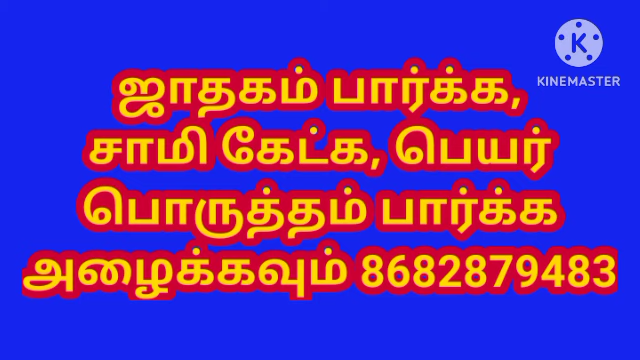 KINEMASTER
ஜாதகம் பார்க்க,
சாமி கேட்க, பெயர்
பொருத்தம் பார்க்க
அழைக்கவும் 8682879483